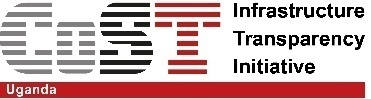 CoST Infrastructure
Transparency
Initiative
Uganda